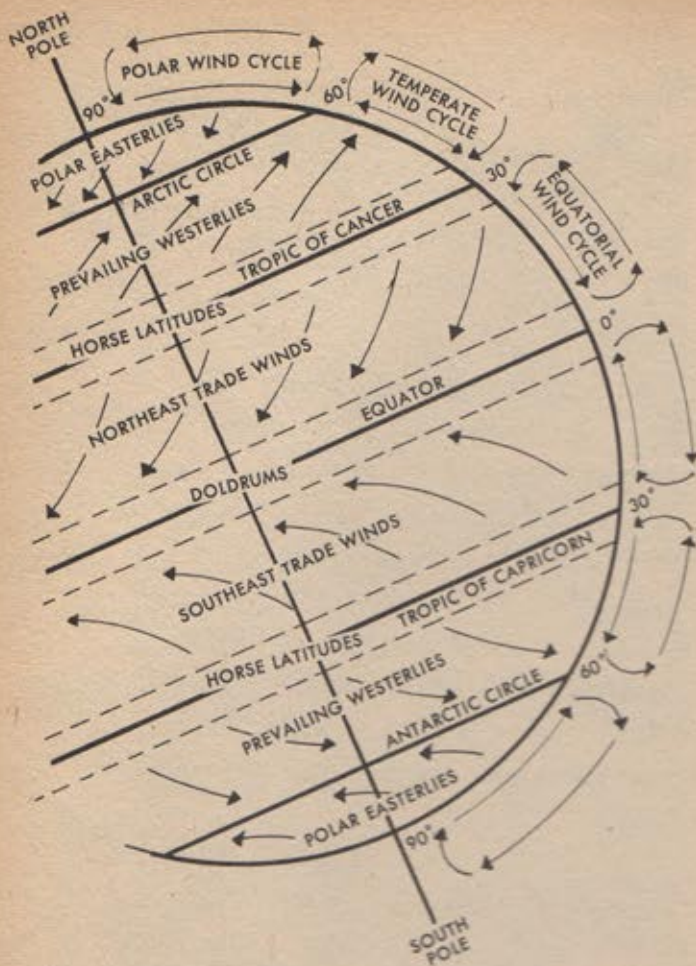 NORTH
POLE
POLAR WIND CYCLE
90°
60°
TEMPERATE
WIND CYCLE
30°
EQUATORIAL
WIND CYCLE
0°
POLAR EASTERLIES
ARCTIC CIRCLE
PREVAILING WESTERLIES
TROPIC OF CANCER
HORSE LATITUDES
NORTHEAST TRADE WINDS
EQUATOR
DOLDRUMS
30°
SOUTHEAST TRADE WINDS
TROPIC OF CAPRICORN
HORSE LATITUDES
60°
PREVAILING WESTERLIES
ANTARCTIC CIRCLE
POLAR EASTERLIES
90°
SOUTH
POLE